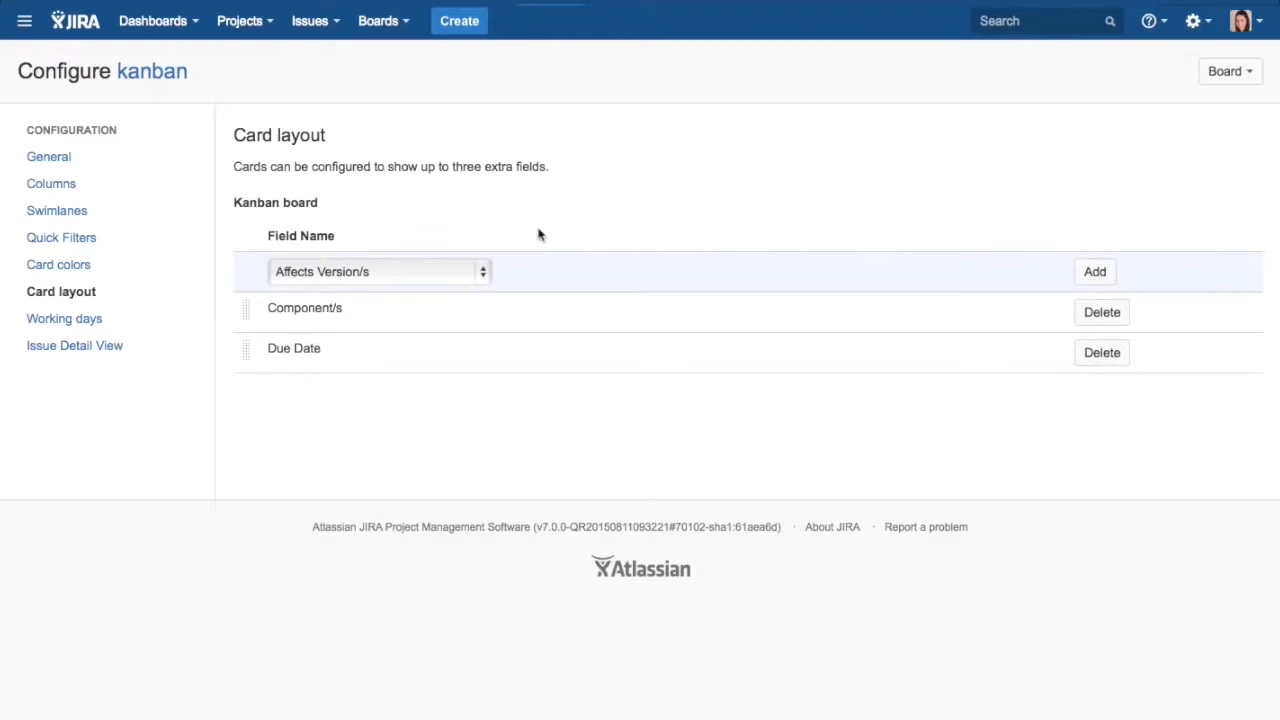 JIRA Dashboards Projects Issues Boards Create Search
Configure kanban Board
CONFIGURATION
General
Columns
Swimlanes
Quick Filters
Card colors
Card layout
Working days
Issue Detail View
Card layout
Cards can be configured to show up to three extra fields.
Kanban board
Field Name
Affects Version/s Add
Component/s Delete
Due Date Delete
Atlassian JIRA Project Management Software (v7.0.0-QR20150811093221#70102-sha1:61aea6d) · About JIRA · Report a problem
Atlassian